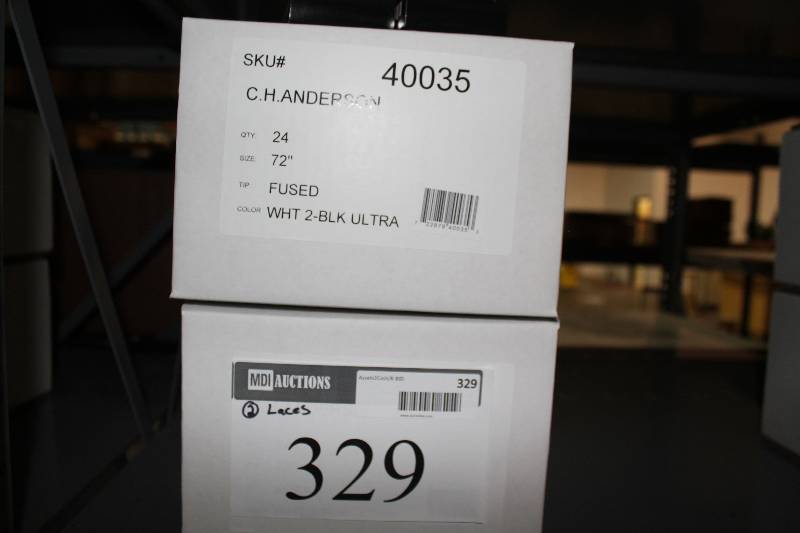 SKU# 40035
C.H.ANDERSON
QTY: 24
SIZE: 72"
TIP: FUSED
COLOR WHT 2-BLK ULTRA
MDI AUCTIONS
329
② Laces
329